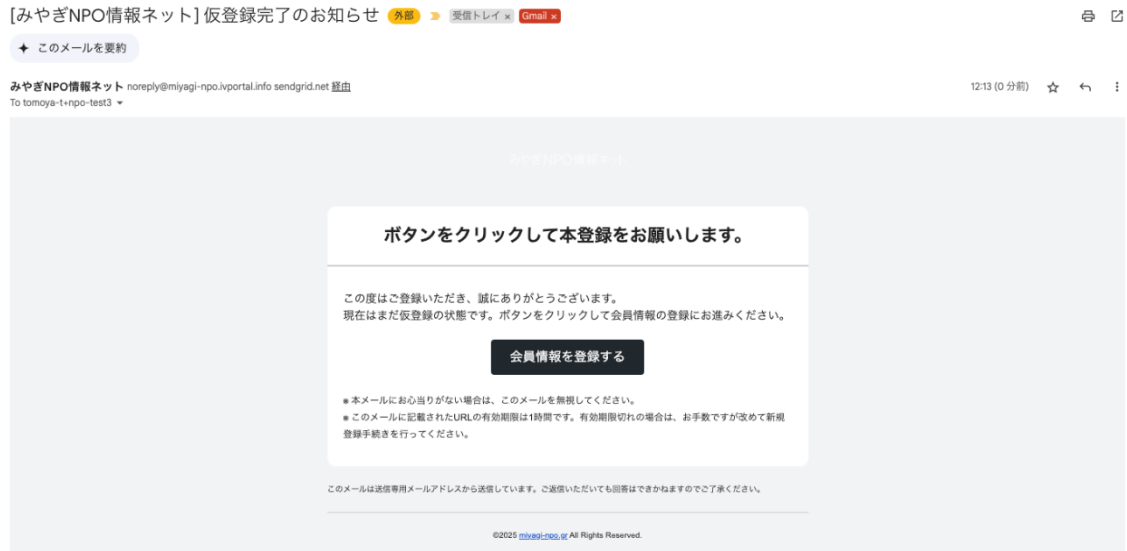 [みやぎNPO情報ネット] 仮登録完了のお知らせ 外部 受信トレイ × Gmail ×
このメールを要約
みやぎNPO情報ネット noreply@miyagi-npo.ivportal.info sendgrid.net 経由
12:13 (0 分前)
To tomoya-t+npo-test3
みやぎNPO情報ネット
ボタンをクリックして本登録をお願いします。
この度はご登録いただき、誠にありがとうございます。
現在はまだ仮登録の状態です。ボタンをクリックして会員情報の登録にお進みください。
会員情報を登録する
※ 本メールにお心当りがない場合は、このメールを無視してください。
※ このメールに記載されたURLの有効期限は1時間です。有効期限切れの場合は、お手数ですが改めて新規
登録手続きを行ってください。
このメールは送信専用メールアドレスから送信しています。ご返信いただいても回答はできかねますのでご了承ください。
©2025 miyagi-npo.gr All Rights Reserved.